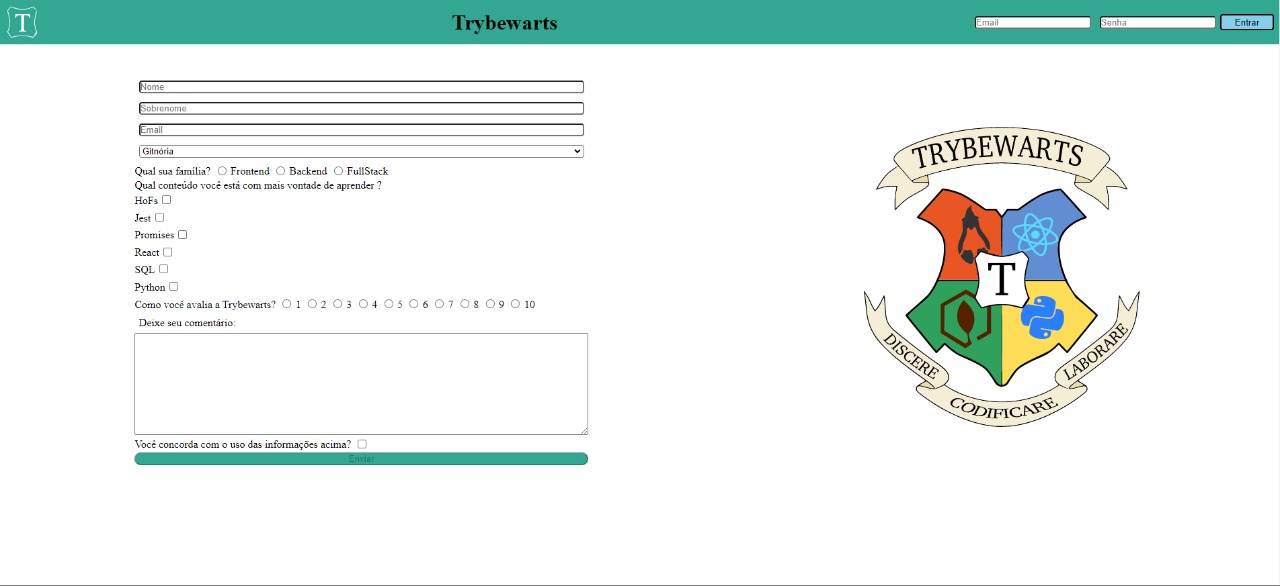 T
Trybewarts
Email Senha Entrar
Nome
Sobrenome
Email
Gitnória
Qual sua família? Frontend Backend FullStack
Qual conteúdo você está com mais vontade de aprender ?
HoFs
Jest
Promises
React
SQL
Python
Como você avalia a Trybewarts? 1 2 3 4 5 6 7 8 9 10
Deixe seu comentário:
Você concorda com o uso das informações acima?
Enviar
TRYBEWARTS
T
DISCERE
CODIFICARE
LABORARE